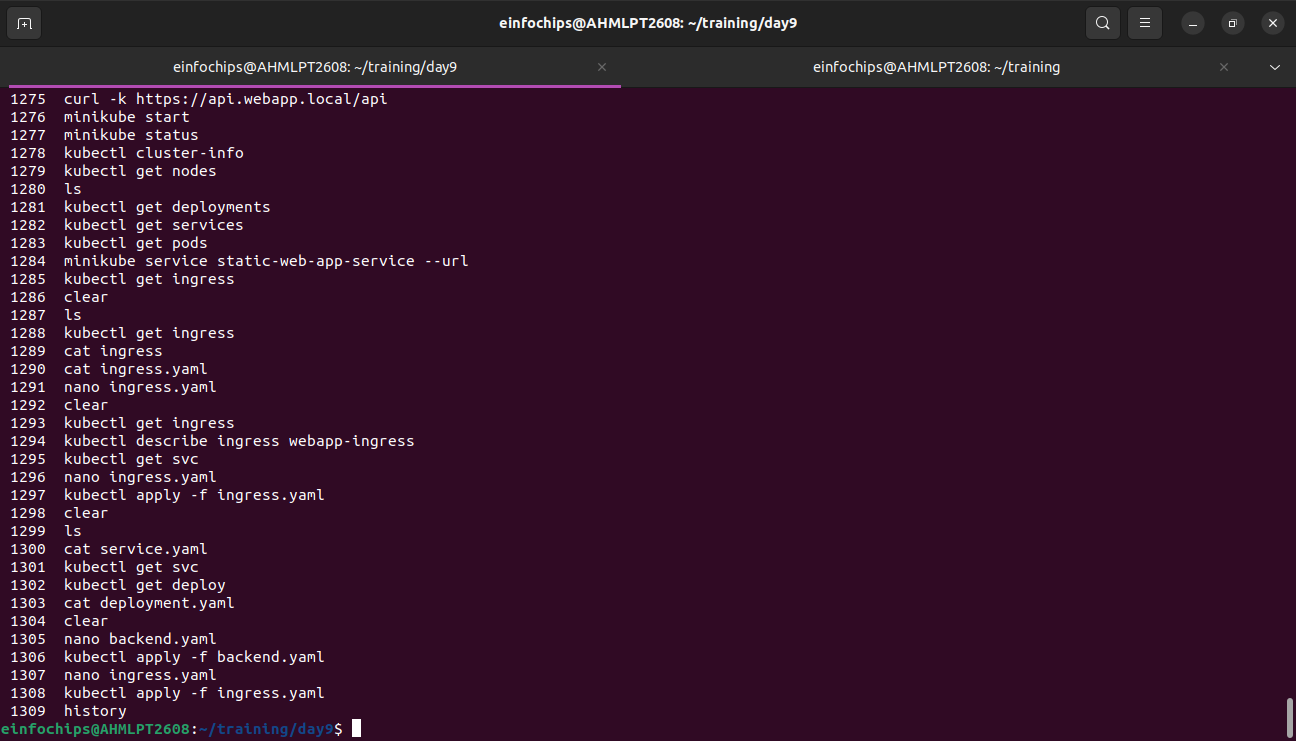 einfochips@AHMLPT2608: ~/training/day9
einfochips@AHMLPT2608: ~/training/day9 einfochips@AHMLPT2608: ~/training
1275 curl -k https://api.webapp.local/api
1276 minikube start
1277 minikube status
1278 kubectl cluster-info
1279 kubectl get nodes
1280 ls
1281 kubectl get deployments
1282 kubectl get services
1283 kubectl get pods
1284 minikube service static-web-app-service --url
1285 kubectl get ingress
1286 clear
1287 ls
1288 kubectl get ingress
1289 cat ingress
1290 cat ingress.yaml
1291 nano ingress.yaml
1292 clear
1293 kubectl get ingress
1294 kubectl describe ingress webapp-ingress
1295 kubectl get svc
1296 nano ingress.yaml
1297 kubectl apply -f ingress.yaml
1298 clear
1299 ls
1300 cat service.yaml
1301 kubectl get svc
1302 kubectl get deploy
1303 cat deployment.yaml
1304 clear
1305 nano backend.yaml
1306 kubectl apply -f backend.yaml
1307 nano ingress.yaml
1308 kubectl apply -f ingress.yaml
1309 history
einfochips@AHMLPT2608:~/training/day9$